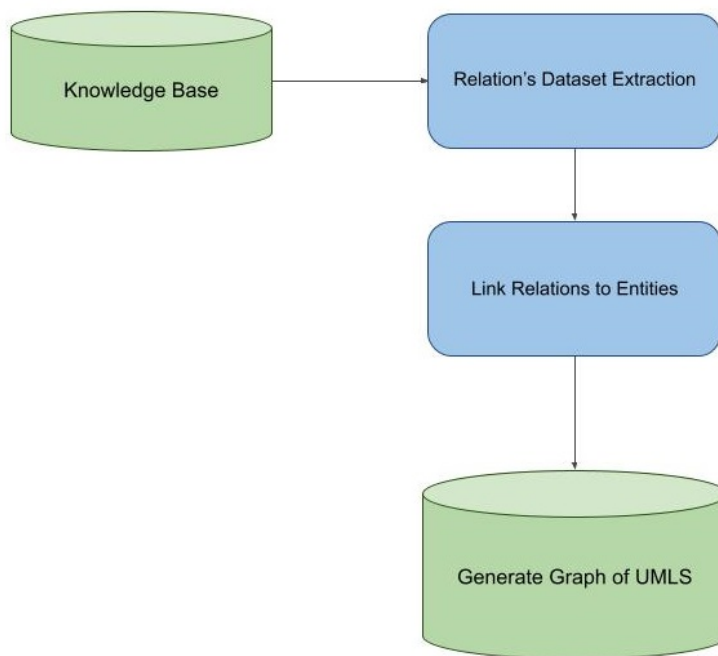 Knowledge Base
Relation's Dataset Extraction
Link Relations to Entities
Generate Graph of UMLS